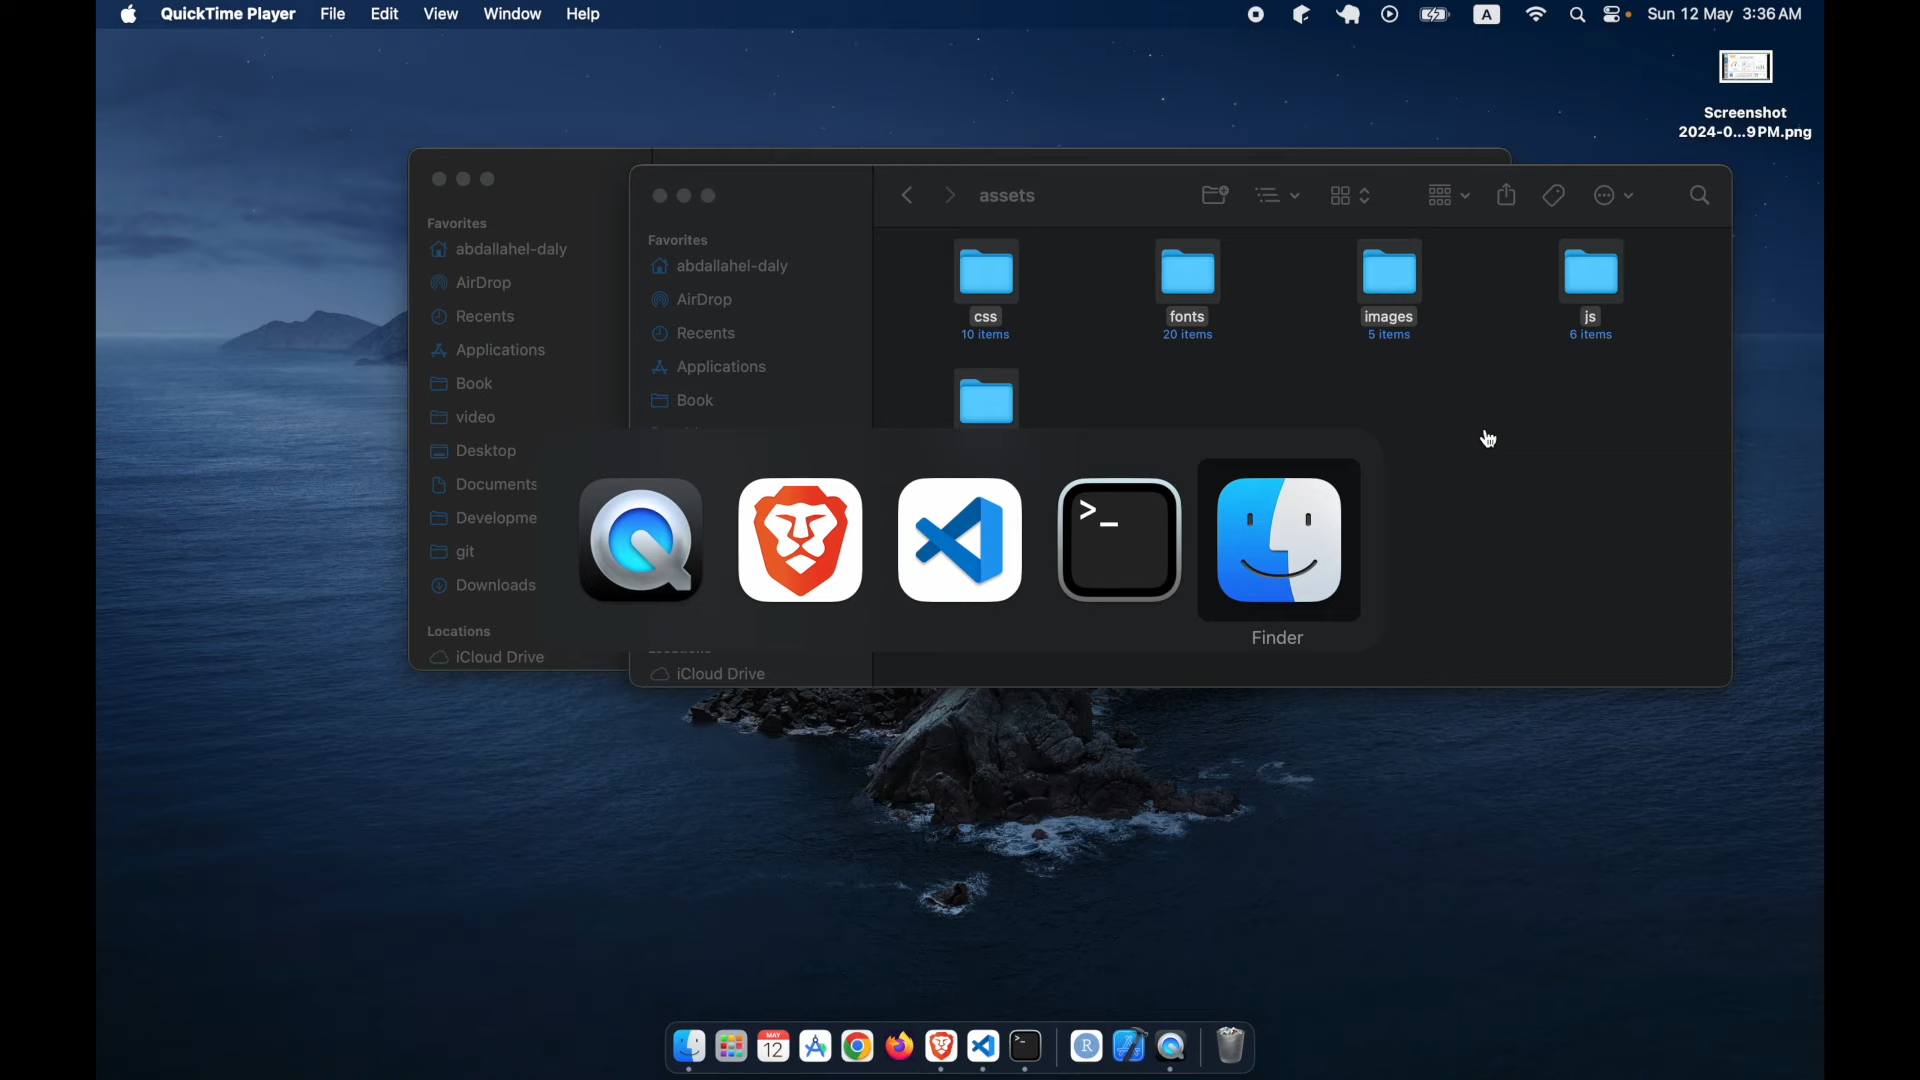 QuickTime Player File Edit View Window Help
A
Sun 12 May 3:36 AM
Screenshot
2024-0...9PM.png
Favorites
abdallahel-daly
AirDrop
Recents
Applications
Book
video
Desktop
Documents
Developme
git
Downloads
Locations
iCloud Drive
assets
Favorites
abdallahel-daly
AirDrop
Recents
Applications
Book
iCloud Drive
css
10 items
fonts
20 items
images
5 items
js
6 items
>_
Finder
MAY
12
R